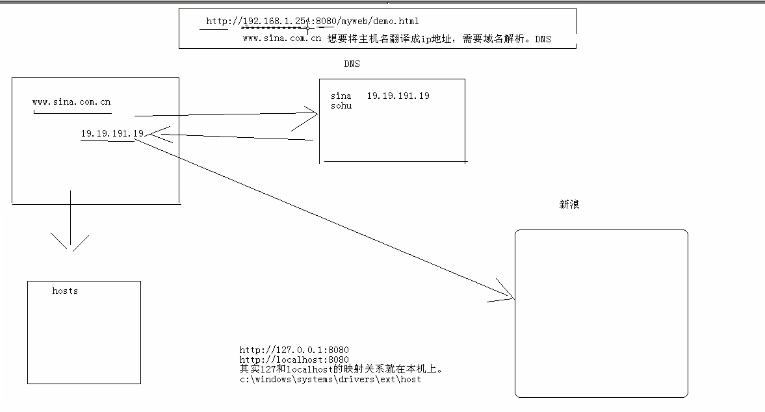 http://192.168.1.254:8080/myweb/demo.html
www.sina.com.cn 想要将主机名翻译成ip地址，需要域名解析。DNS
DNS
www.sina.com.cn
19.19.191.19
sina 19.19.191.19
sohu
新浪
hosts
http://127.0.0.1:8080
http://localhost:8080
其实127和localhost的映射关系就在本机上。
c:\windows\systems\drivers\ext\host